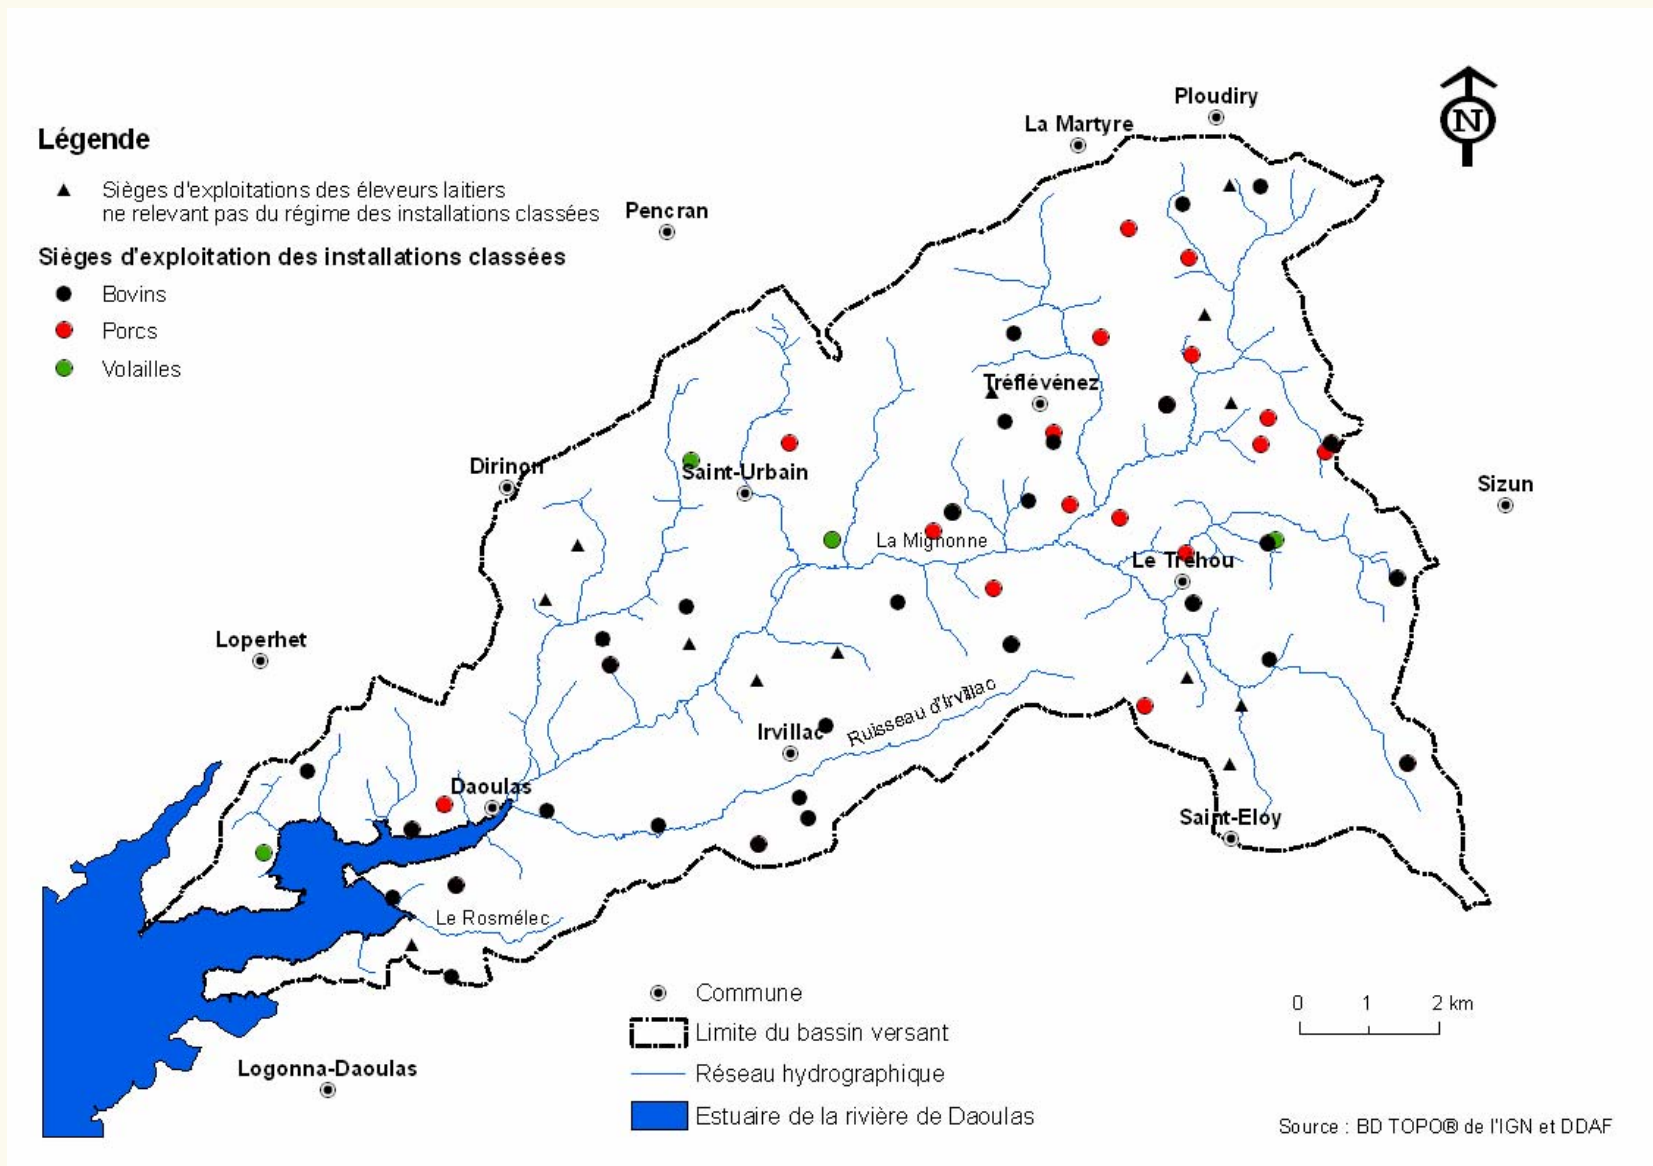 Ploudiry
La Martyre
N
Légende
Sièges d'exploitations des éleveurs laitiers
ne relevant pas du régime des installations classées
Pencran
Sièges d'exploitation des installations classées
Bovins
Porcs
Volailles
Tréflévénez
Dirinon
Saint-Urbain
Sizun
La Mignonne
Le Tréhou
Loperhet
Ruisseau d'Irvillac
Irvillac
Daoulas
Saint-Eloy
Le Rosmélec
Commune
0 1 2 km
Limite du bassin versant
Logonna-Daoulas
Réseau hydrographique
Estuaire de la rivière de Daoulas
Source : BD TOPO® de l'IGN et DDAF